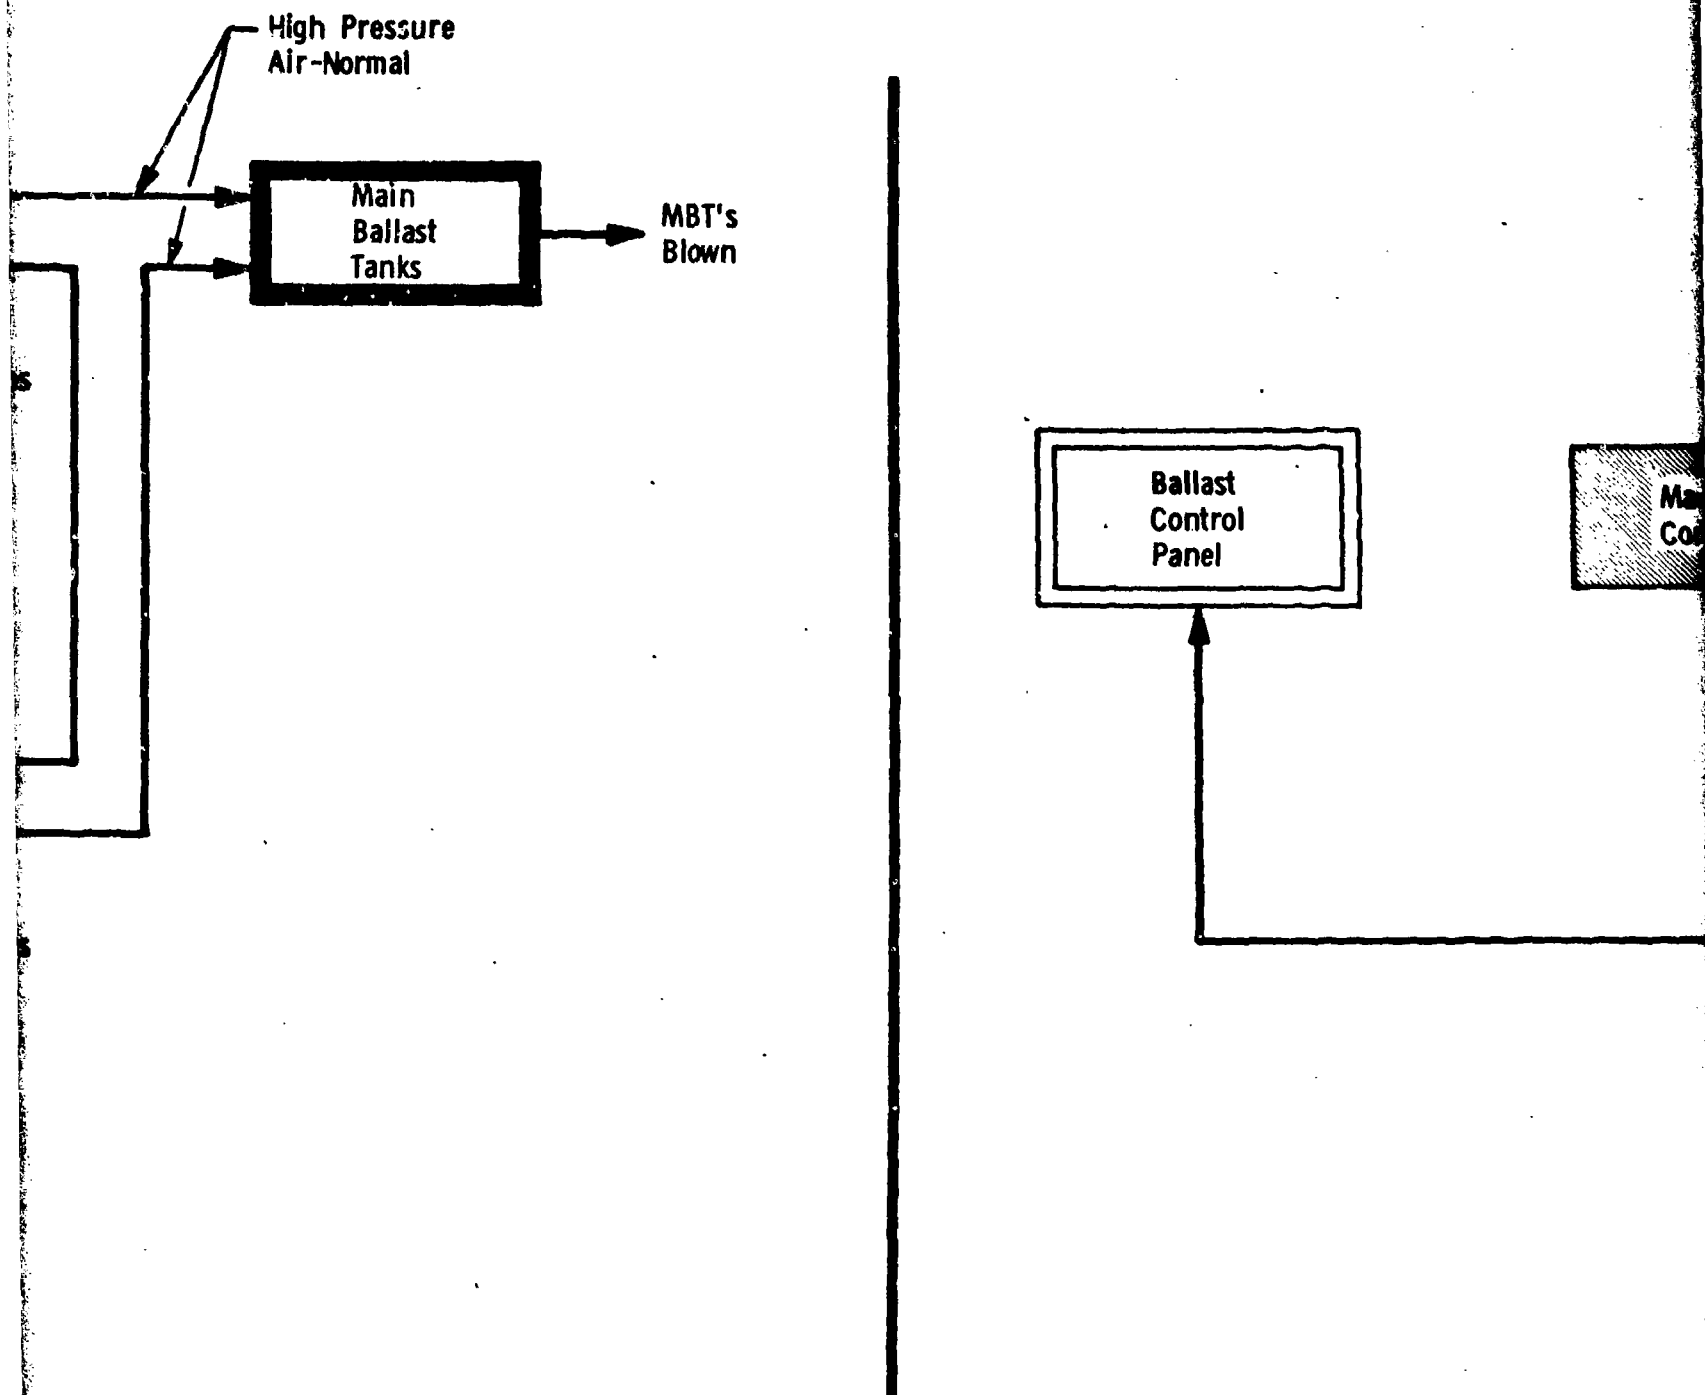 High Pressure
Air-Normal
Main
Ballast
Tanks
MBT's
Blown
Ballast
Control
Panel